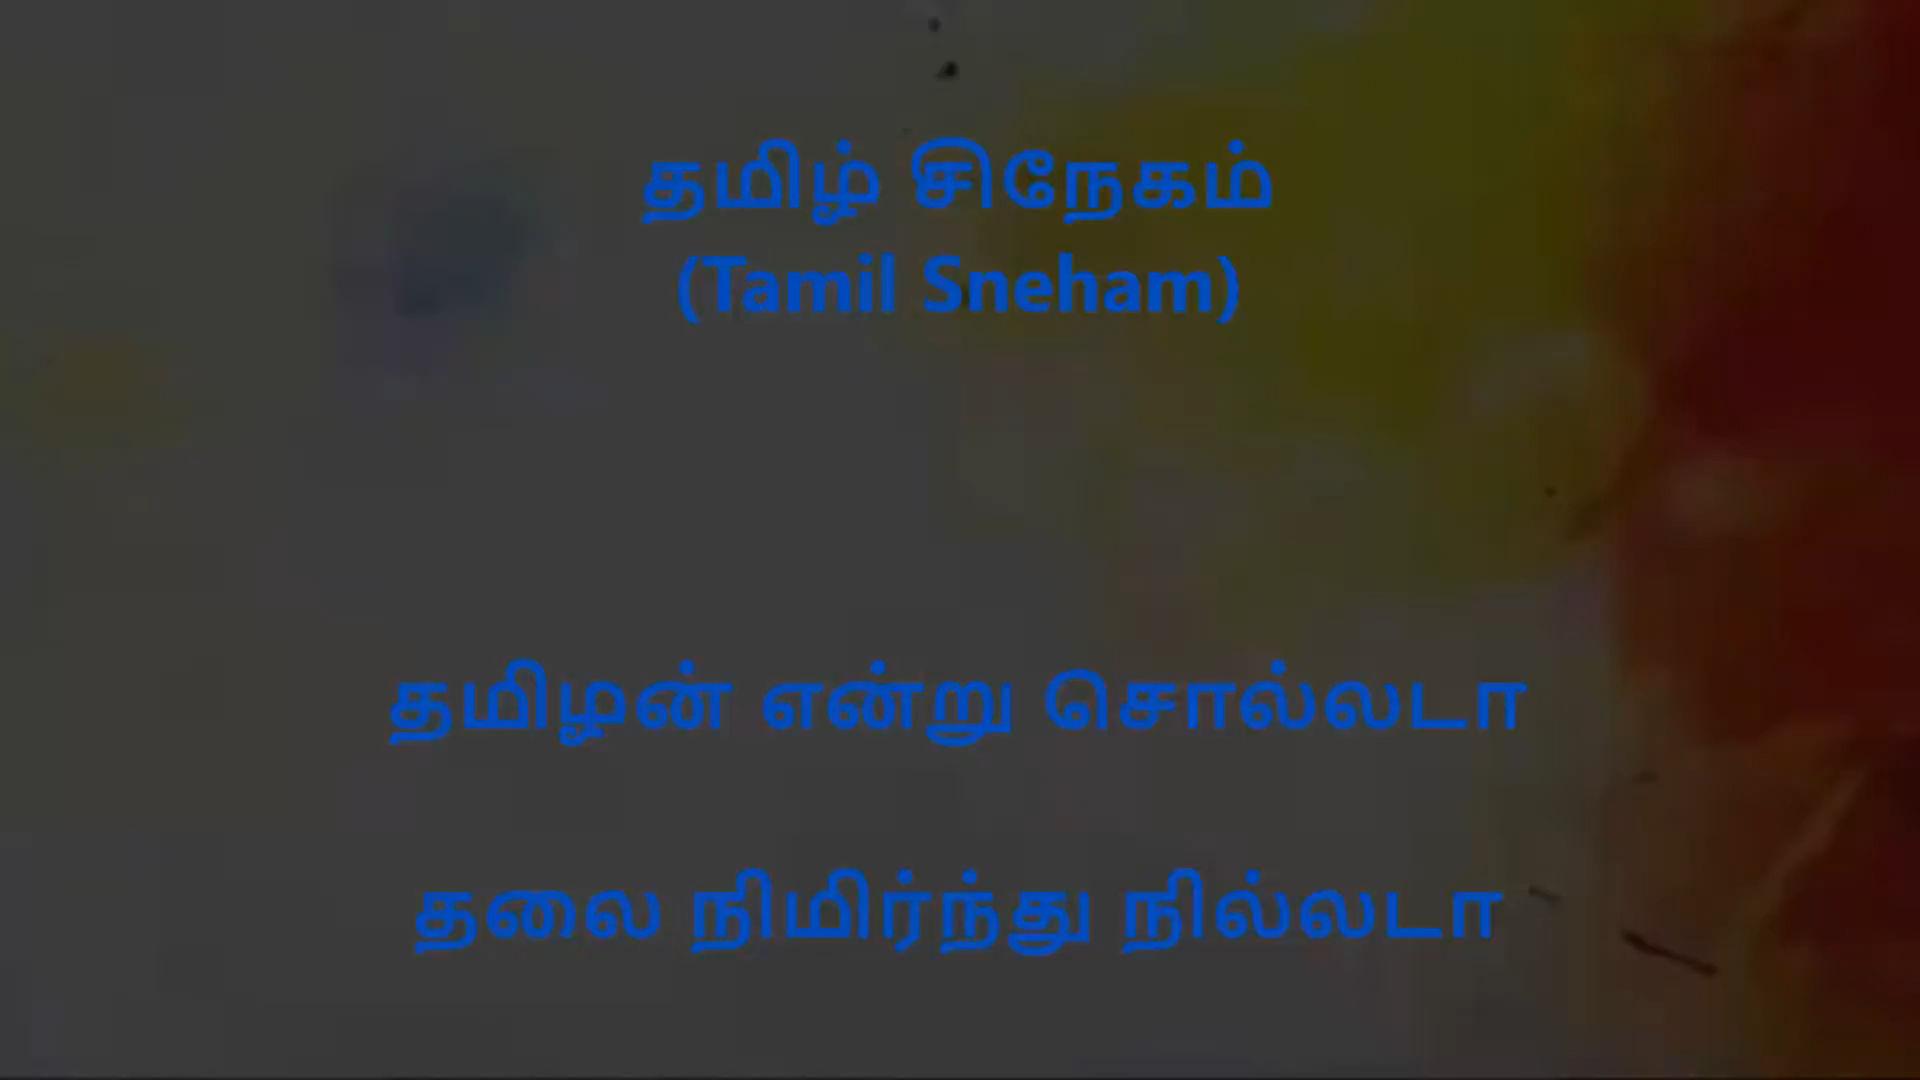 தமிழ் சிநேகம்
(Tamil Sneham)
தமிழன் என்று சொல்லடா
தலை நிமிர்ந்து நில்லடா